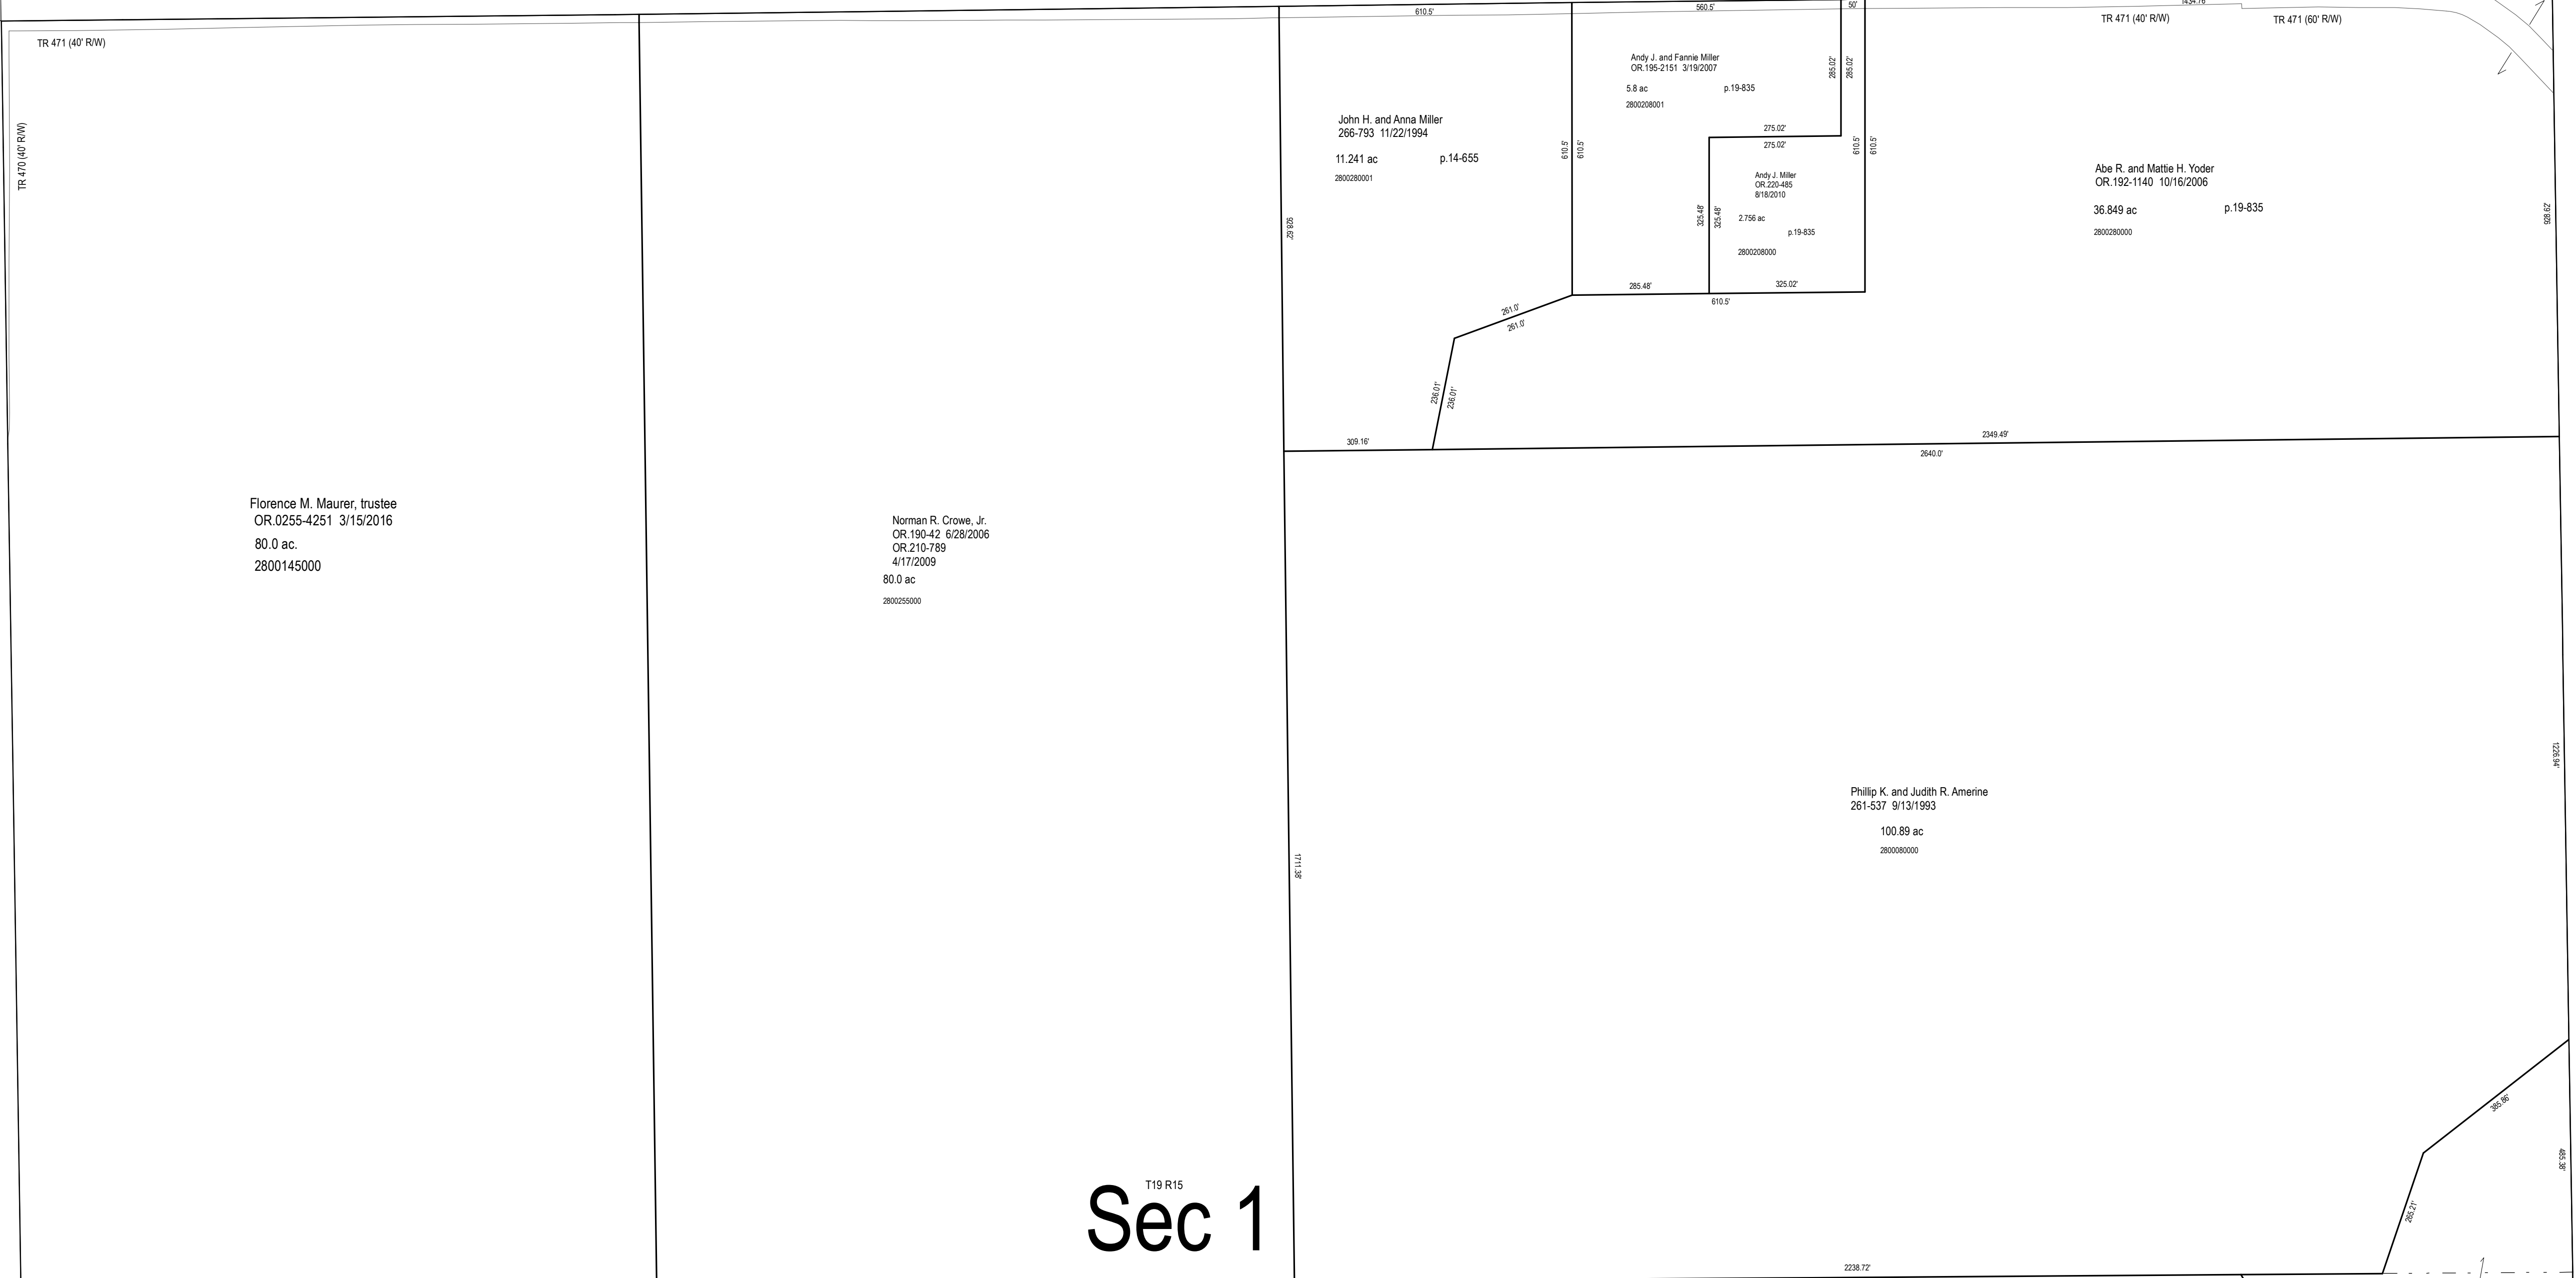 610.5'
560.5'
50'
1434.76'
TR 471 (40' R/W)
TR 471 (40' R/W)
TR 471 (60' R/W)
TR 470 (40' R/W)
Andy J. and Fannie Miller
OR.195-2151 3/19/2007
5.8 ac
p.19-835
2800208001
285.02'
285.02'
John H. and Anna Miller
266-793 11/22/1994
11.241 ac
p.14-655
2800280001
610.5'
610.5'
275.02'
275.02'
610.5'
610.5'
Andy J. Miller
OR.220-485
8/18/2010
2.756 ac
p.19-835
2800208000
325.48'
325.48'
Abe R. and Mattie H. Yoder
OR.192-1140 10/16/2006
36.849 ac
p.19-835
2800280000
928.62'
928.62'
285.48'
325.02'
610.5'
261.0'
261.0'
236.01'
236.01'
309.16'
2349.49'
2640.0'
Florence M. Maurer, trustee
OR.0255-4251 3/15/2016
80.0 ac.
2800145000
Norman R. Crowe, Jr.
OR.190-42 6/28/2006
OR.210-789
4/17/2009
80.0 ac
2800255000
1226.94'
Phillip K. and Judith R. Amerine
261-537 9/13/1993
100.89 ac
2800080000
1711.38'
385.86'
485.38'
265.21'
T19 R15
Sec 1
2238.72'